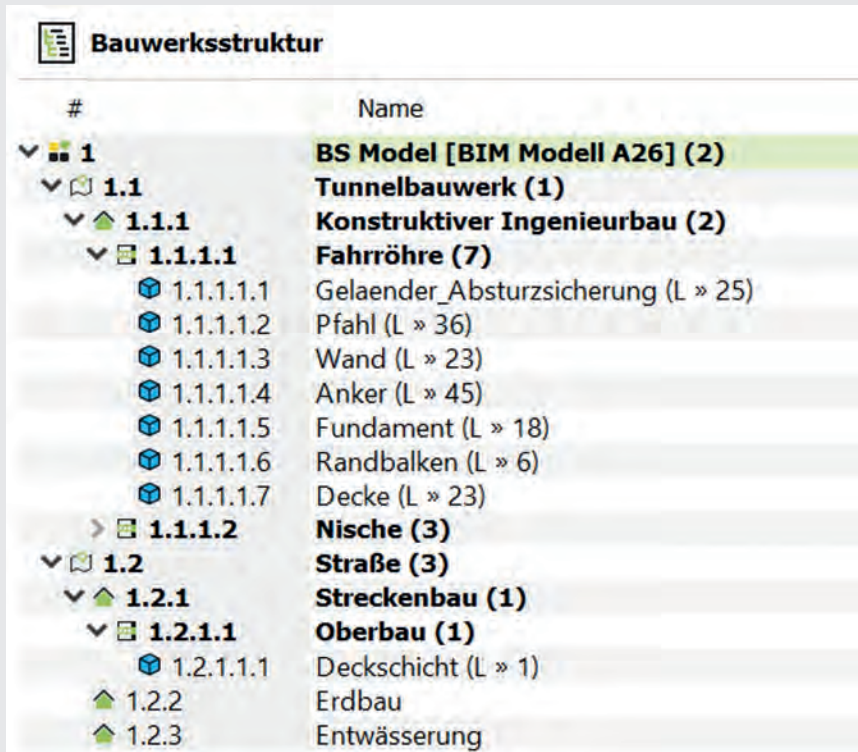 Bauwerksstruktur
# Name
1 BS Model [BIM Modell A26] (2)
1.1 Tunnelbauwerk (1)
1.1.1 Konstruktiver Ingenieurbau (2)
1.1.1.1 Fahrröhre (7)
1.1.1.1.1 Gelaender_Absturzsicherung (L » 25)
1.1.1.1.2 Pfahl (L » 36)
1.1.1.1.3 Wand (L » 23)
1.1.1.1.4 Anker (L » 45)
1.1.1.1.5 Fundament (L » 18)
1.1.1.1.6 Randbalken (L » 6)
1.1.1.1.7 Decke (L » 23)
1.1.1.2 Nische (3)
1.2 Straße (3)
1.2.1 Streckenbau (1)
1.2.1.1 Oberbau (1)
1.2.1.1.1 Deckschicht (L » 1)
1.2.2 Erdbau
1.2.3 Entwässerung